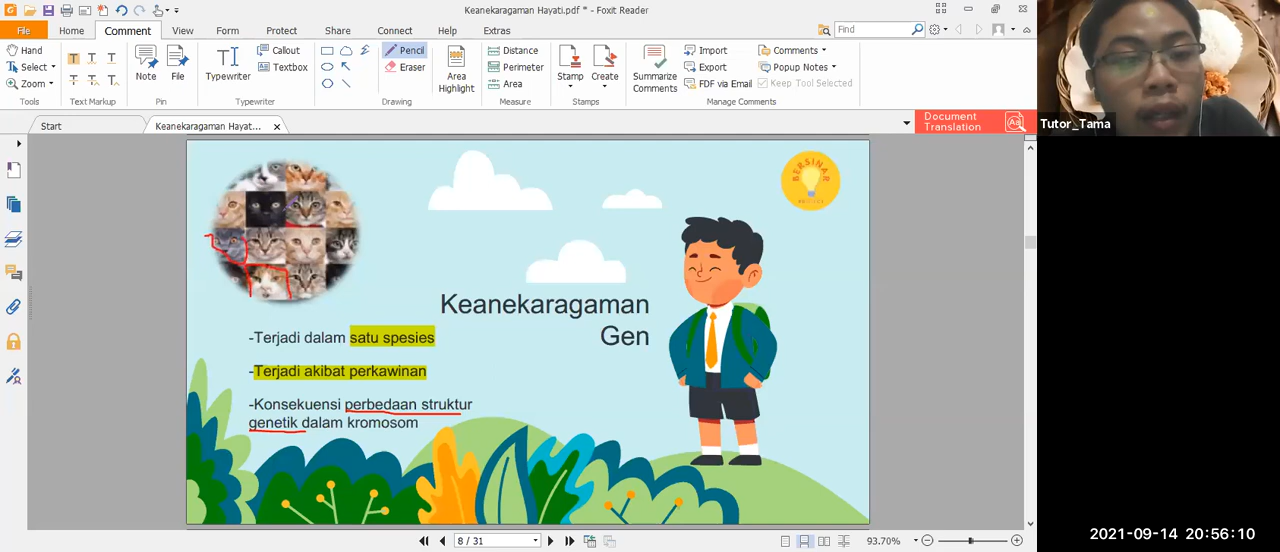 Keanekaragaman Hayati.pdf * - Foxit Reader
File
Home
Comment
View
Form
Protect
Share
Connect
Help
Extras
Find
Hand
Select
Zoom
Tools
Text Markup
Note
File
Pin
Typewriter
Callout
Textbox
Typewriter
Pencil
Eraser
Drawing
Area
Highlight
Distance
Perimeter
Area
Measure
Stamp
Create
Stamps
Summarize
Comments
Import
Export
FDF via Email
Comments
Popup Notes
Keep Tool Selected
Manage Comments
Start
Keanekaragaman Hayat...
Document
Translation
Tutor_Tama
BERSINAR
Keanekaragaman
Gen
-Terjadi dalam satu spesies
-Terjadi akibat perkawinan
-Konsekuensi perbedaan struktur
genetik dalam kromosom
8 / 31
93.70%
2021-09-14 20:56:10